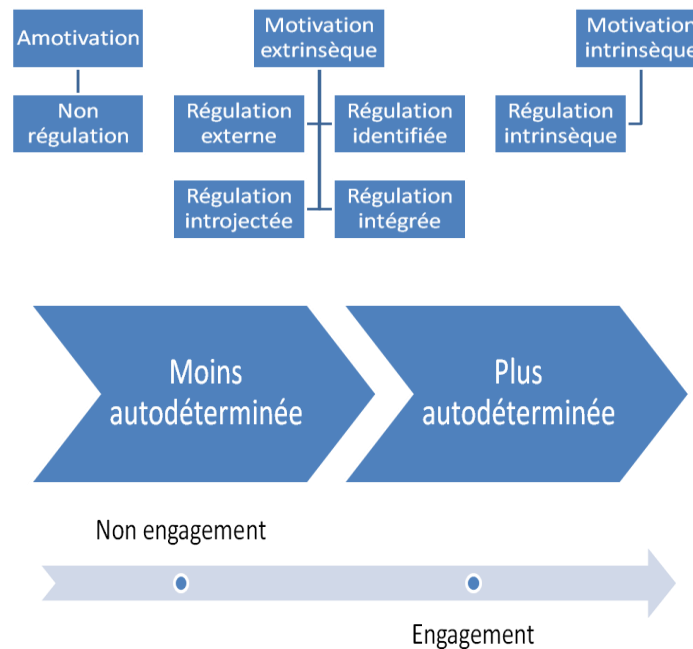 Amotivation
Motivation
extrinsèque
Motivation
intrinsèque
Non
régulation
Régulation
externe
Régulation
identifiée
Régulation
intrinsèque
Régulation
introjectée
Régulation
intégrée
Moins
autodéterminée
Plus
autodéterminée
Non engagement
Engagement